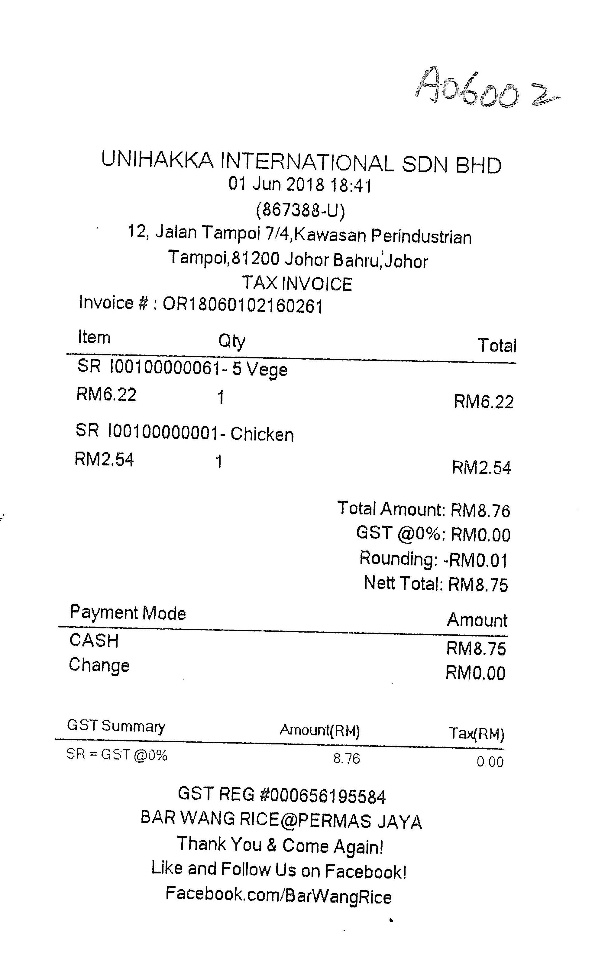 A06002
UNIHAKKA INTERNATIONAL SDN BHD
01 Jun 2018 18:41
(867388-U)
12, Jalan Tampoi 7/4,Kawasan Perindustrian
Tampoi,81200 Johor Bahru,Johor
TAX INVOICE
Invoice # : OR18060102160261
Item Qty Total
SR I00100000061- 5 Vege
RM6.22 1 RM6.22
SR I00100000001- Chicken
RM2.54 1 RM2.54
Total Amount: RM8.76
GST @0%: RM0.00
Rounding: -RM0.01
Nett Total: RM8.75
Payment Mode Amount
CASH RM8.75
Change RM0.00
GST Summary Amount(RM) Tax(RM)
SR = GST @0% 8.76 0.00
GST REG #000656195584
BAR WANG RICE@PERMAS JAYA
Thank You & Come Again!
Like and Follow Us on Facebook!
Facebook.com/BarWangRice